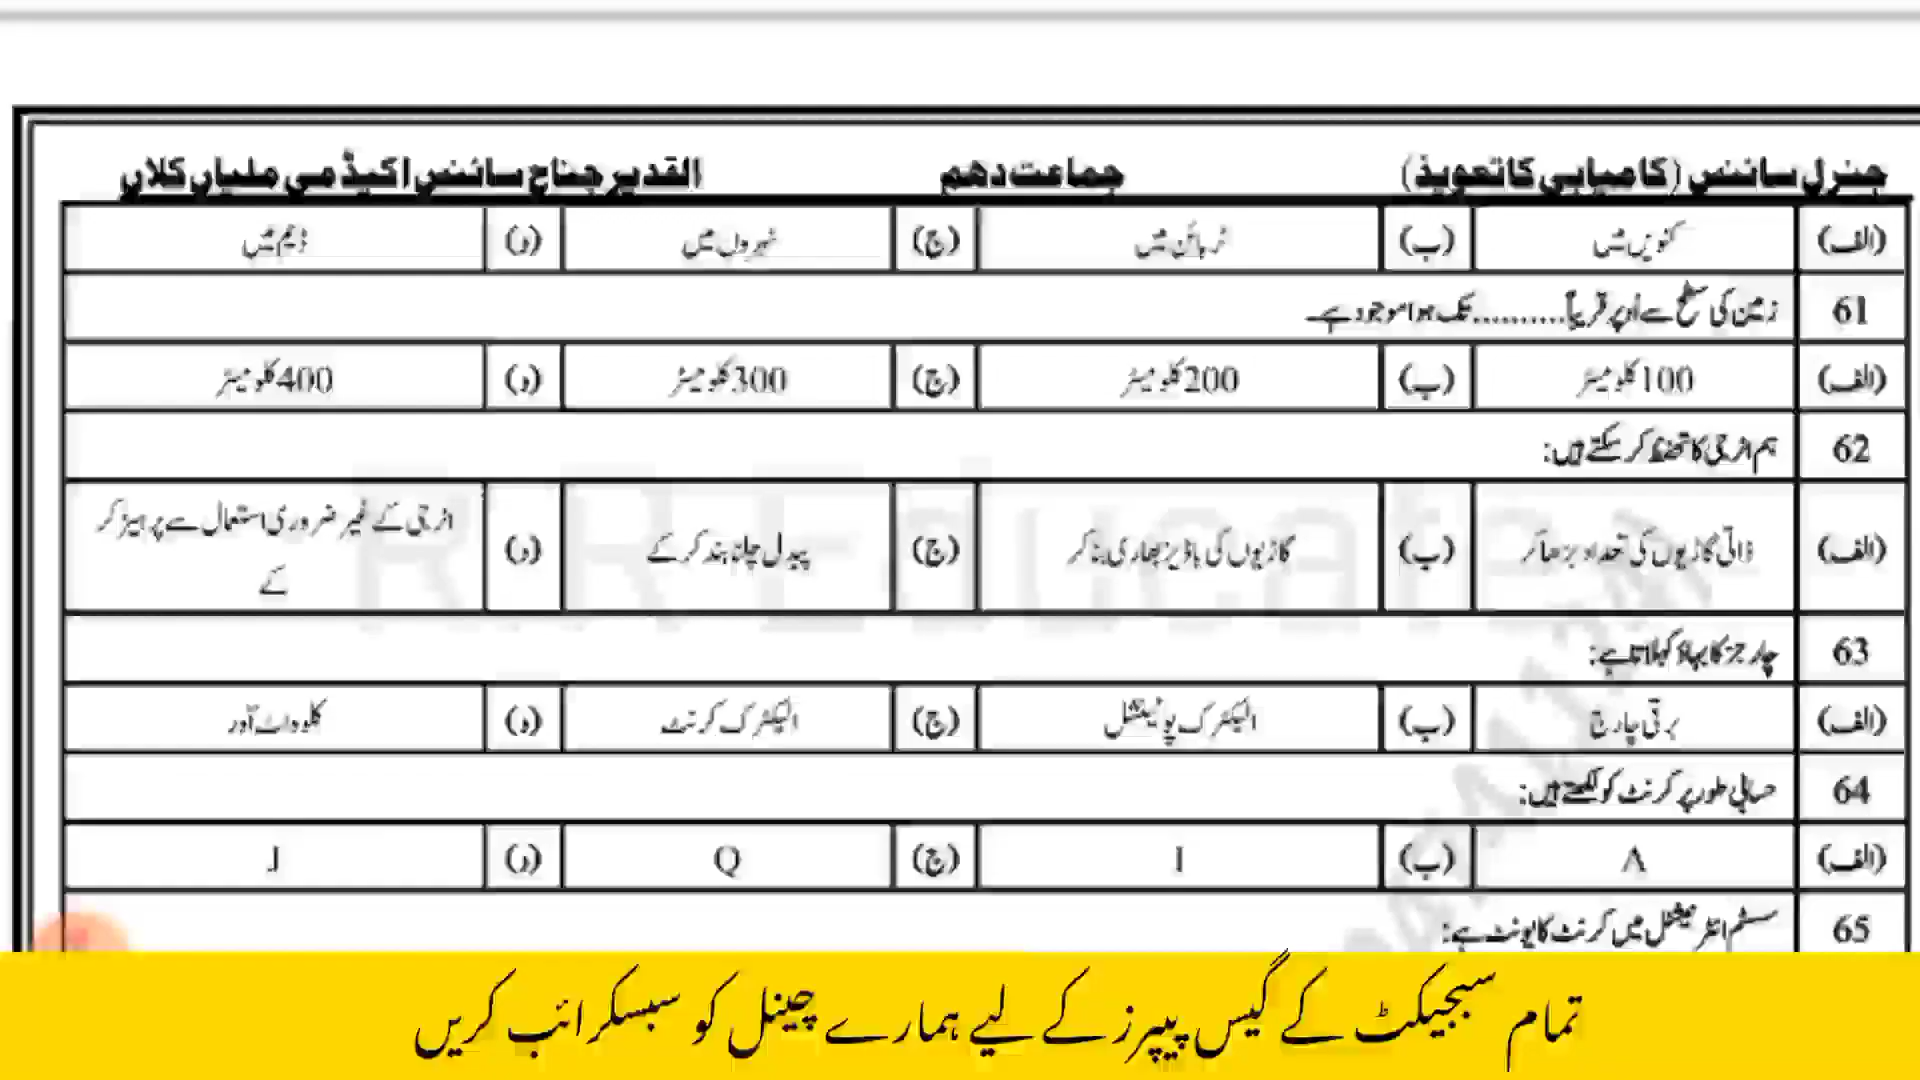 جنرل سائنس (کامیابی کا تعویذ) جماعت دھم القدیر جناح سائنس اکیڈمی ملیاں کلاں
(الف) کنویں میں (ب) ٹربائن میں (ج) نہروں میں (د) ڈیم میں
61 زمین کی سطح سے اوپر قریباً..........تک ہوا موجود ہے۔
(الف) 100 کلومیٹر (ب) 200 کلومیٹر (ج) 300 کلومیٹر (د) 400 کلومیٹر
62 ہم انرجی کا تحفظ کر سکتے ہیں:
(الف) ذاتی گاڑیوں کی تعداد بڑھا کر (ب) گاڑیوں کی باڈیز بھاری بنا کر (ج) پیدل چلنا بند کر کے (د) انرجی کے غیر ضروری استعمال سے پرہیز کر
کے
63 چارجز کا بہاؤ کہلاتا ہے:
(الف) برقی چارج (ب) الیکٹرک پوٹینشل (ج) الیکٹرک کرنٹ (د) کلوواٹ آور
64 حسابی طور پر کرنٹ کو لکھتے ہیں:
(الف) A (ب) I (ج) Q (د) J
65 سسٹم انٹرنیشنل میں کرنٹ کا یونٹ ہے:
تمام سبجیکٹ کے گیس پیپرز کے لیے ہمارے چینل کو سبسکرائب کریں